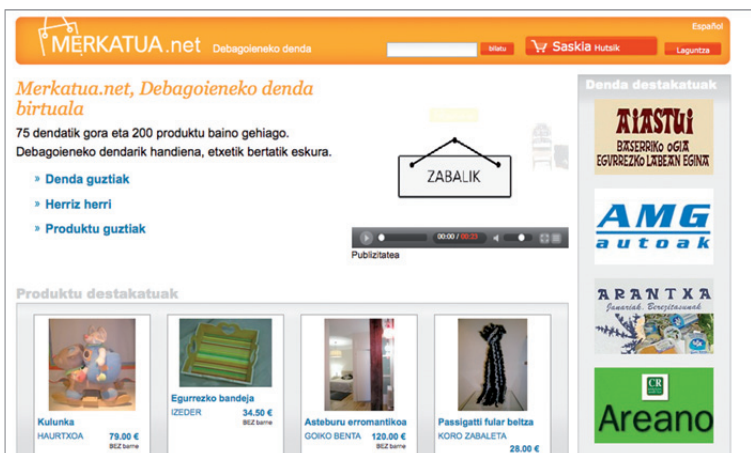 Español
MERKATUA.net Debagoieneko denda
bilatu
Saskia Hutsik
Laguntza
Merkatua.net, Debagoieneko denda
birtuala
75 dendatik gora eta 200 produktu baino gehiago.
Debagoieneko dendarik handiena, etxetik bertatik eskura.
» Denda guztiak
» Herriz herri
» Produktu guztiak
ZABALIK
00:00 / 00:23
Publizitatea
Denda destakatuak
AIASTUI
BASERRIKO OGIA
EGURREZKO LABEAN EGINA
AMG
autoak
ARANTXA
Janariak. Berezitasunak
CR
Areano
Produktu destakatuak
Kulunka
HAURTXOA 79.00 €
BEZ barne
Egurrezko bandeja
IZEDER 34.50 €
BEZ barne
Asteburu erromantikoa
GOIKO BENTA 120.00 €
BEZ barne
Passigatti fular beltza
KORO ZABALETA
28.00 €